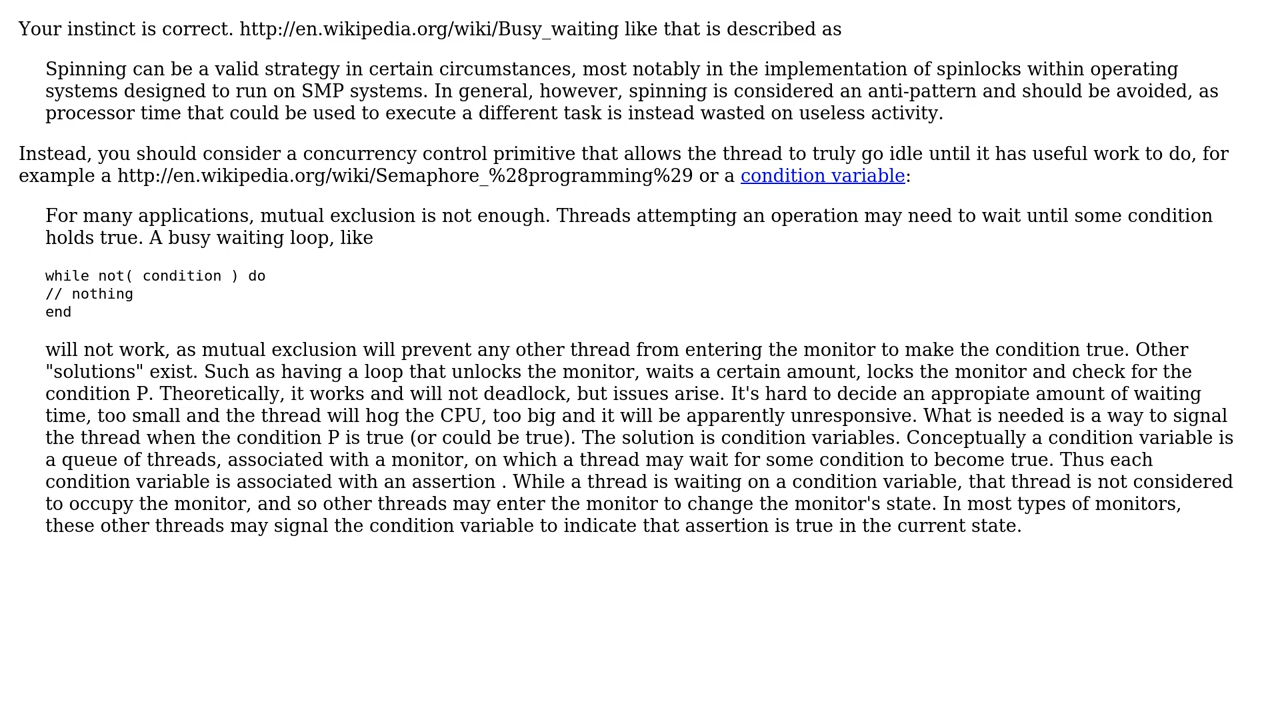 Your instinct is correct. http://en.wikipedia.org/wiki/Busy_waiting like that is described as
Spinning can be a valid strategy in certain circumstances, most notably in the implementation of spinlocks within operating
systems designed to run on SMP systems. In general, however, spinning is considered an anti-pattern and should be avoided, as
processor time that could be used to execute a different task is instead wasted on useless activity.
Instead, you should consider a concurrency control primitive that allows the thread to truly go idle until it has useful work to do, for
example a http://en.wikipedia.org/wiki/Semaphore_%28programming%29 or a condition variable:
For many applications, mutual exclusion is not enough. Threads attempting an operation may need to wait until some condition
holds true. A busy waiting loop, like
while not( condition ) do
// nothing
end
will not work, as mutual exclusion will prevent any other thread from entering the monitor to make the condition true. Other
"solutions" exist. Such as having a loop that unlocks the monitor, waits a certain amount, locks the monitor and check for the
condition P. Theoretically, it works and will not deadlock, but issues arise. It's hard to decide an appropiate amount of waiting
time, too small and the thread will hog the CPU, too big and it will be apparently unresponsive. What is needed is a way to signal
the thread when the condition P is true (or could be true). The solution is condition variables. Conceptually a condition variable is
a queue of threads, associated with a monitor, on which a thread may wait for some condition to become true. Thus each
condition variable is associated with an assertion . While a thread is waiting on a condition variable, that thread is not considered
to occupy the monitor, and so other threads may enter the monitor to change the monitor's state. In most types of monitors,
these other threads may signal the condition variable to indicate that assertion is true in the current state.